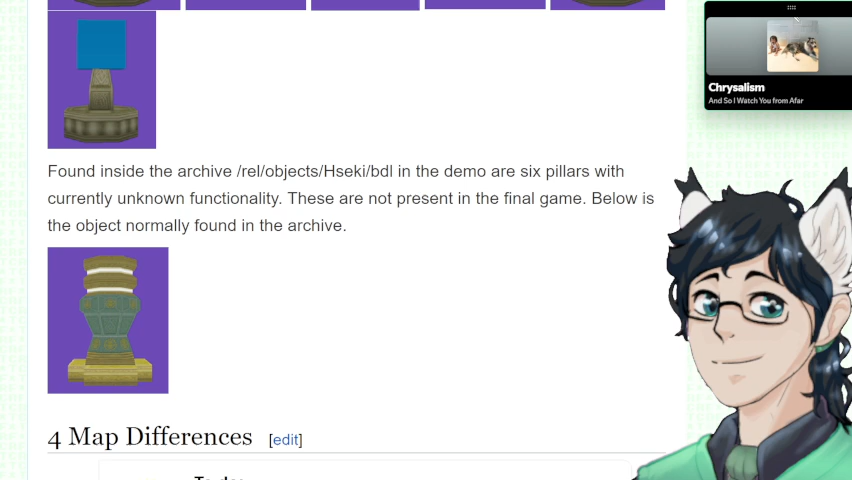 Chrysalism
And So I Watch You from Afar
Found inside the archive /rel/objects/Hseki/bdl in the demo are six pillars with
currently unknown functionality. These are not present in the final game. Below is
the object normally found in the archive.
4 Map Differences [edit]